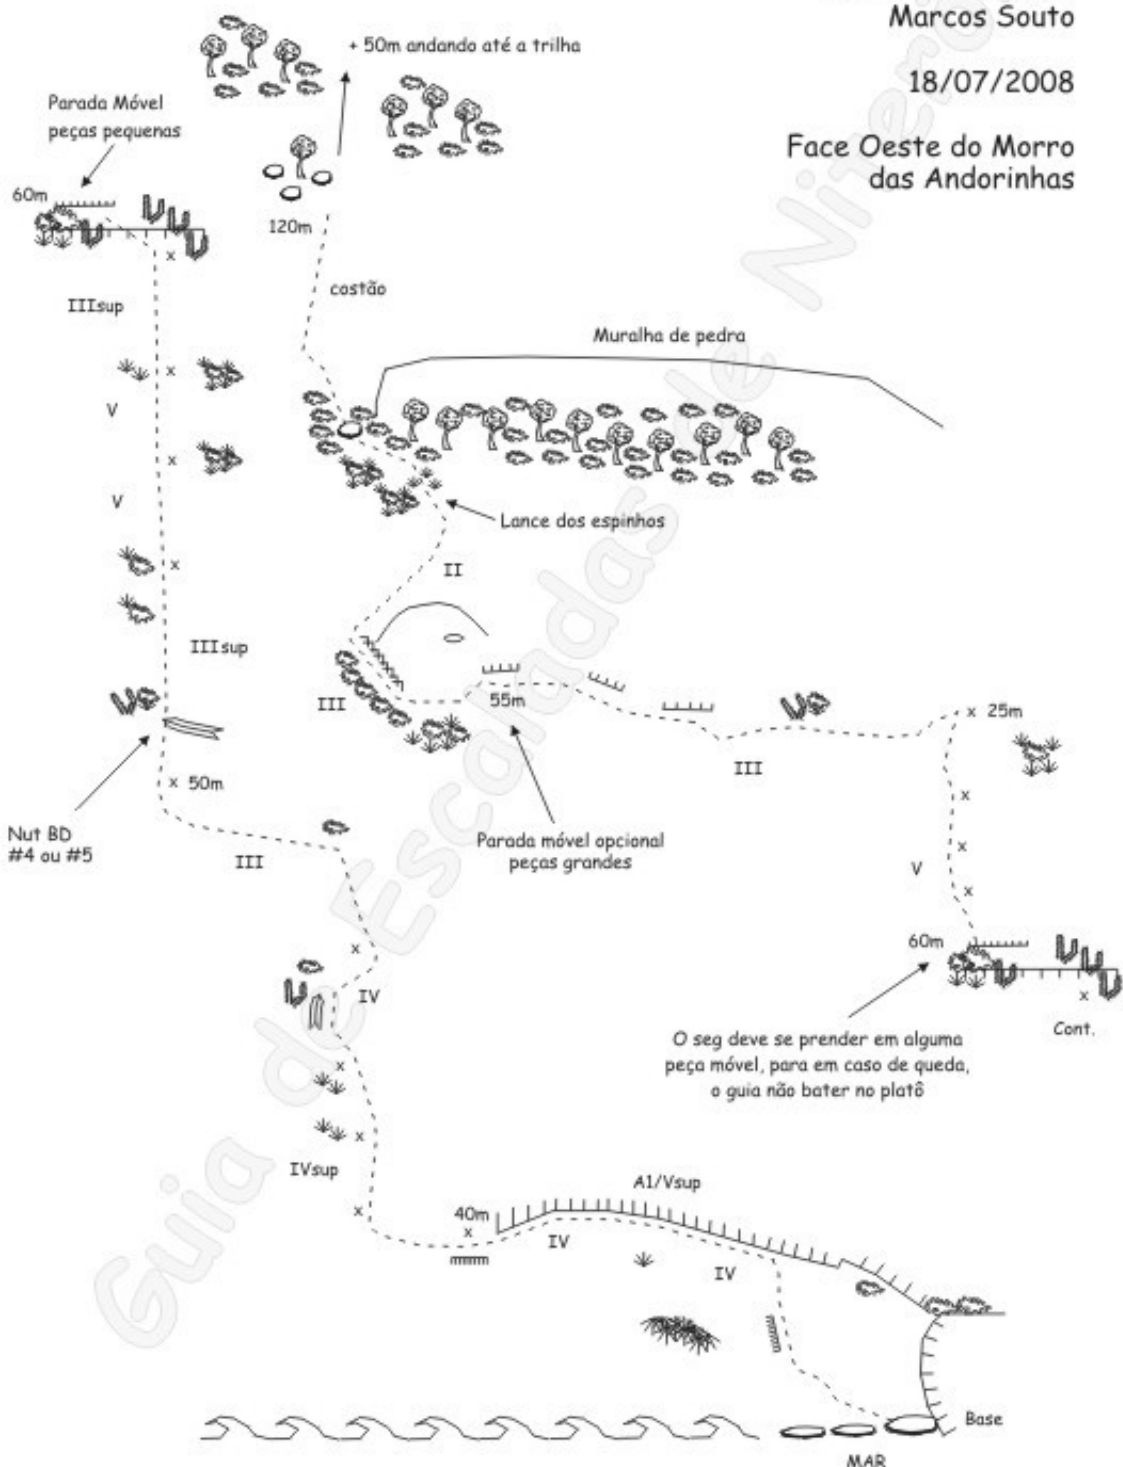 Marcos Souto
18/07/2008
Face Oeste do Morro
das Andorinhas
+ 50m andando até a trilha
Parada Móvel
peças pequenas
60m
120m
IIIsup
costão
Muralha de pedra
V
V
Lance dos espinhos
II
IIIsup
III
55m
25m
III
50m
Nut BD
#4 ou #5
III
Parada móvel opcional
peças grandes
V
60m
IV
Cont.
O seg deve se prender em alguma
peça móvel, para em caso de queda,
o guia não bater no platô
IVsup
A1/Vsup
40m
IV
IV
Base
MAR
Guia de Escaladas de Niterói